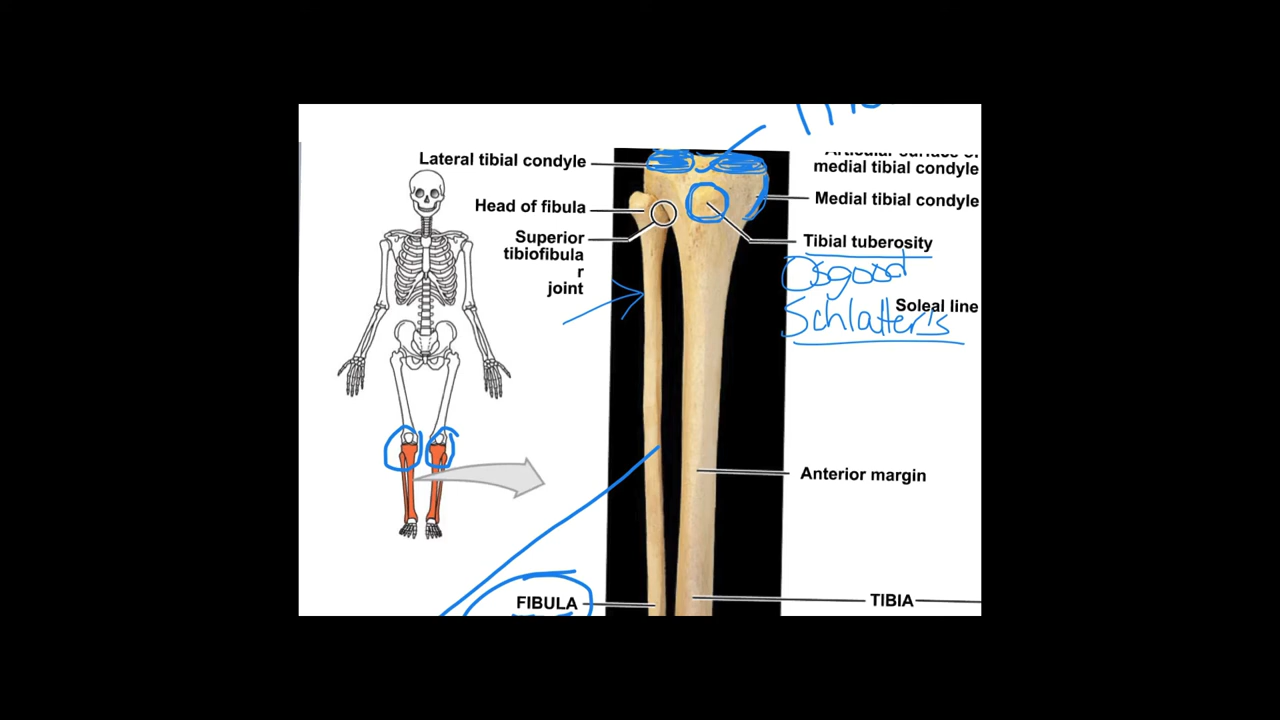 Lateral tibial condyle
Head of fibula
Superior
tibiofibula
r
joint
FIBULA
medial tibial condyle
Medial tibial condyle
Tibial tuberosity
Osgood
Schlatter's
Soleal line
Anterior margin
TIBIA